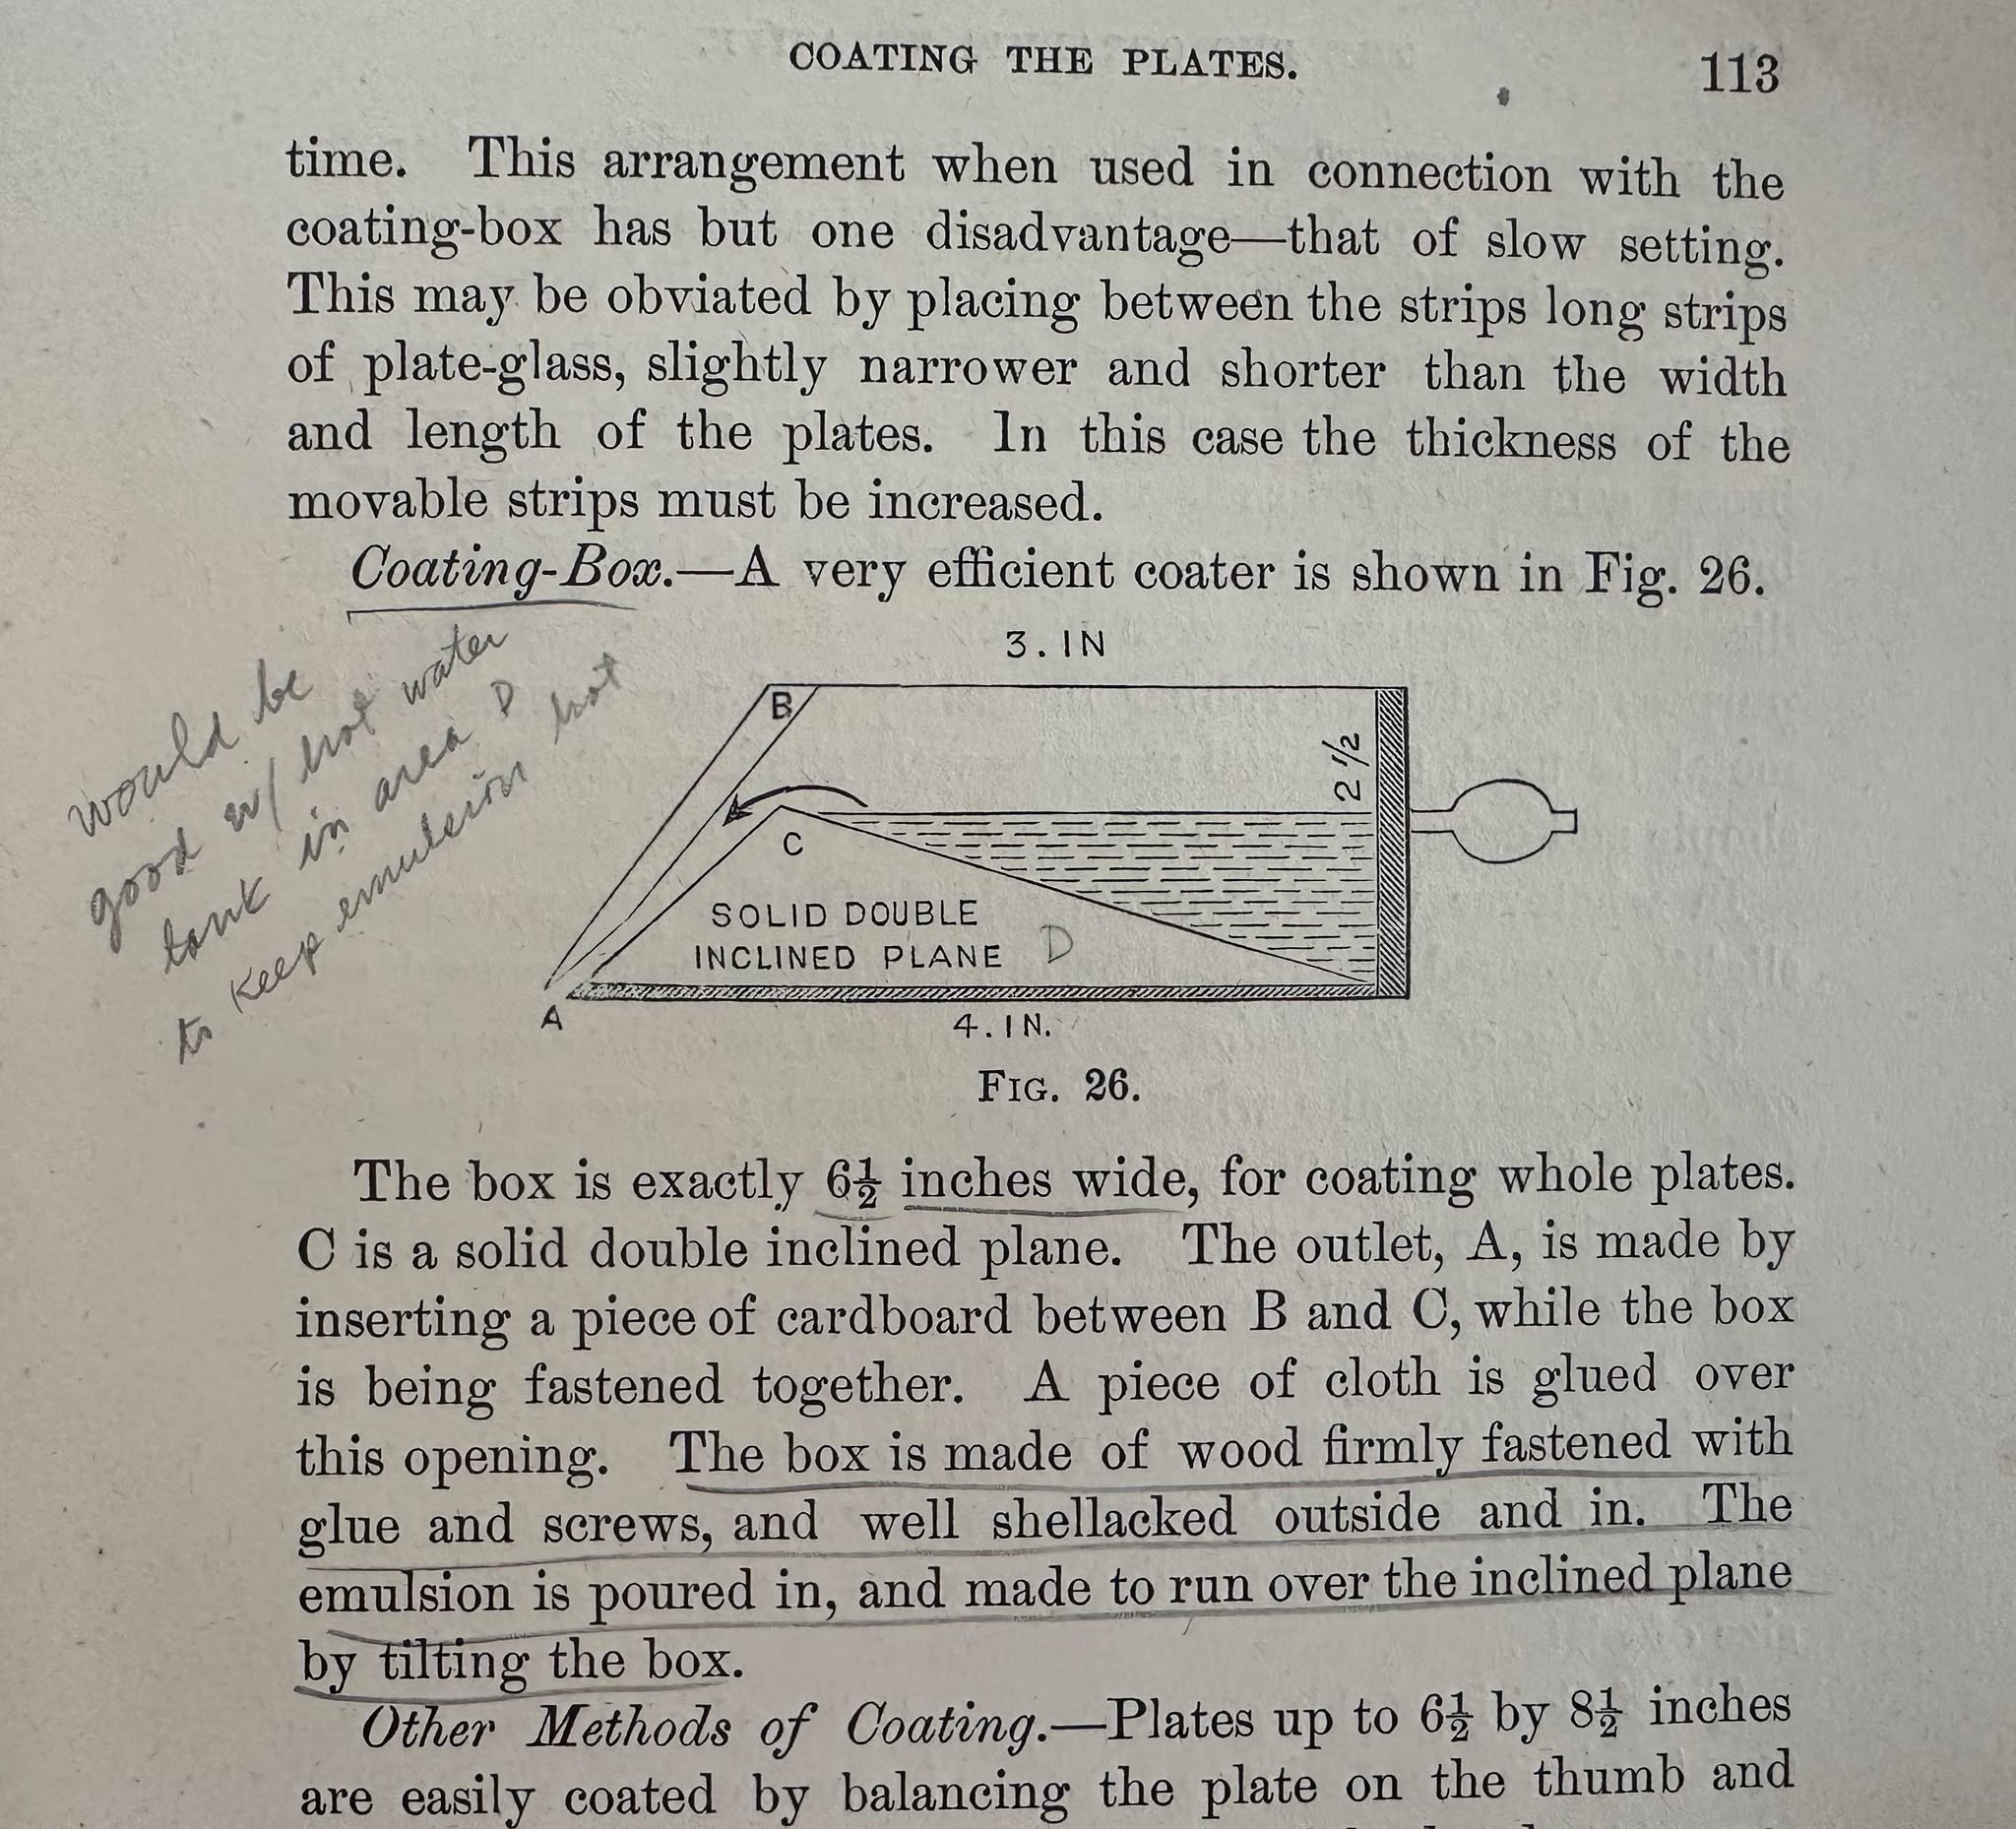 COATING THE PLATES. 113
time. This arrangement when used in connection with the
coating-box has but one disadvantage—that of slow setting.
This may be obviated by placing between the strips long strips
of plate-glass, slightly narrower and shorter than the width
and length of the plates. In this case the thickness of the
movable strips must be increased.
Coating-Box.—A very efficient coater is shown in Fig. 26.
would be
good w/ hot water
tank in area D
to keep emulsion hot
3. IN
B
2 1/2
C
SOLID DOUBLE
INCLINED PLANE D
A
4. IN.
FIG. 26.
The box is exactly 6½ inches wide, for coating whole plates.
C is a solid double inclined plane. The outlet, A, is made by
inserting a piece of cardboard between B and C, while the box
is being fastened together. A piece of cloth is glued over
this opening. The box is made of wood firmly fastened with
glue and screws, and well shellacked outside and in. The
emulsion is poured in, and made to run over the inclined plane
by tilting the box.
Other Methods of Coating.—Plates up to 6½ by 8½ inches
are easily coated by balancing the plate on the thumb and